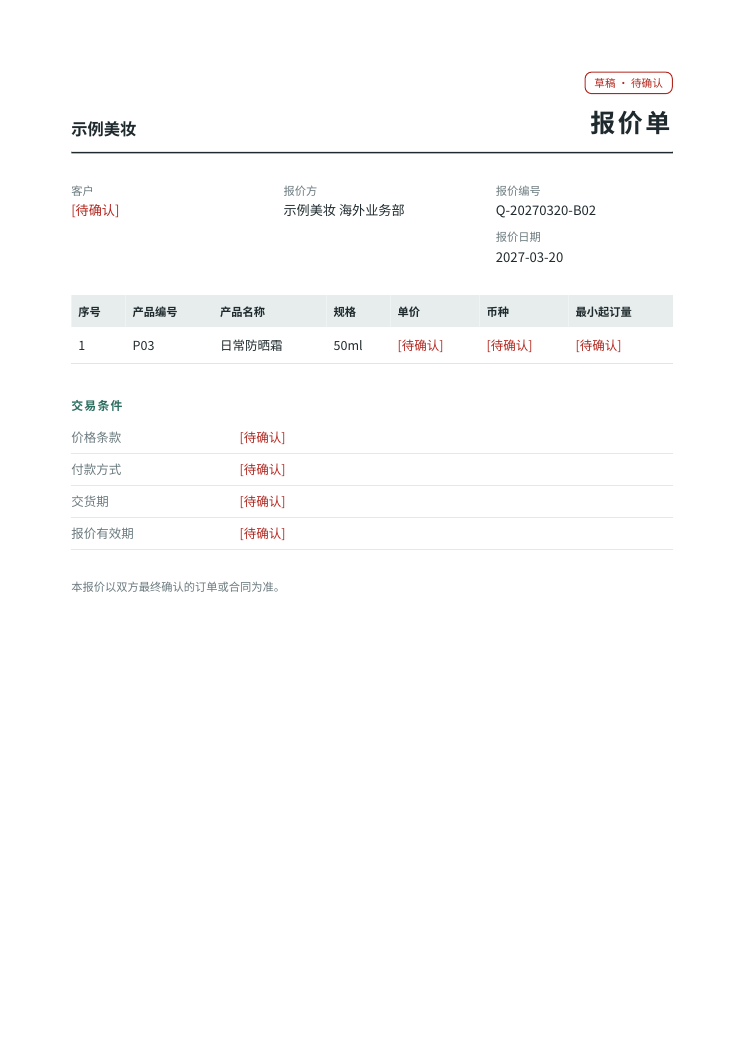 草稿 · 待确认
示例美妆 报价单
客户 报价方 报价编号
[待确认] 示例美妆 海外业务部 Q-20270320-B02
报价日期
2027-03-20
序号 产品编号 产品名称 规格 单价 币种 最小起订量
1 P03 日常防晒霜 50ml [待确认] [待确认] [待确认]
交易条件
价格条款 [待确认]
付款方式 [待确认]
交货期 [待确认]
报价有效期 [待确认]
本报价以双方最终确认的订单或合同为准。